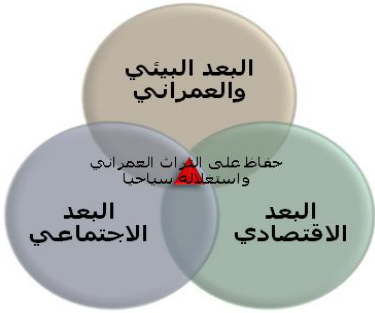 البعد البيئي
والعمراني
حفاظ على التراث العمراني
واستغلاله سياحيا
البعد
الاقتصادي
البعد
الاجتماعي